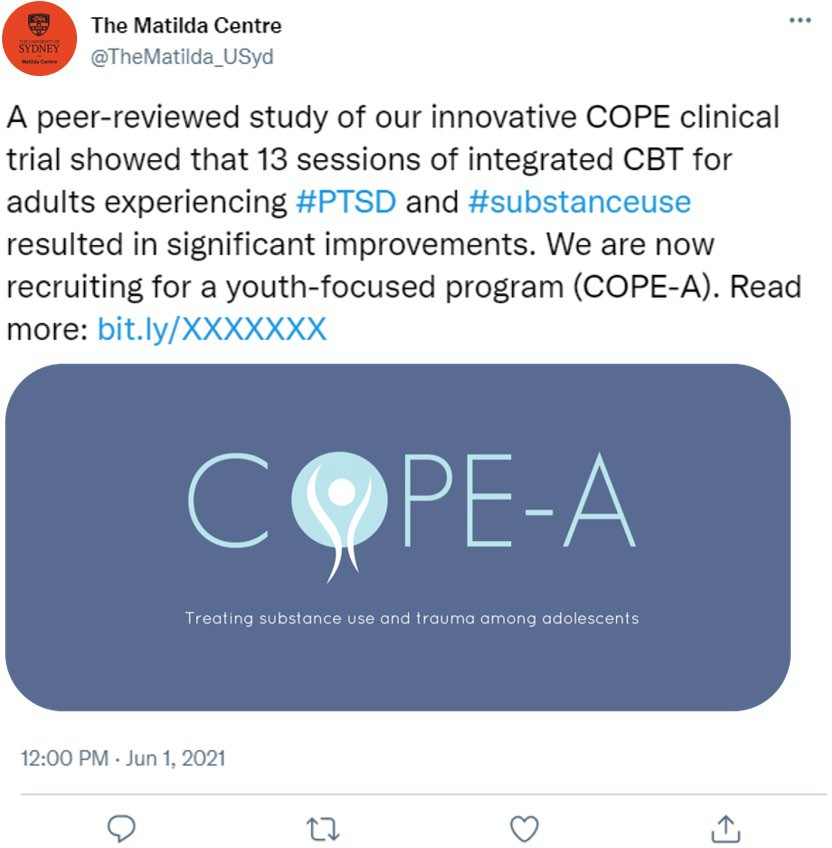 THE UNIVERSITY OF
SYDNEY
Matilda Centre
The Matilda Centre
@TheMatilda_USyd
A peer-reviewed study of our innovative COPE clinical
trial showed that 13 sessions of integrated CBT for
adults experiencing #PTSD and #substanceuse
resulted in significant improvements. We are now
recruiting for a youth-focused program (COPE-A). Read
more: bit.ly/XXXXXXX
COPE-A
Treating substance use and trauma among adolescents
12:00 PM · Jun 1, 2021